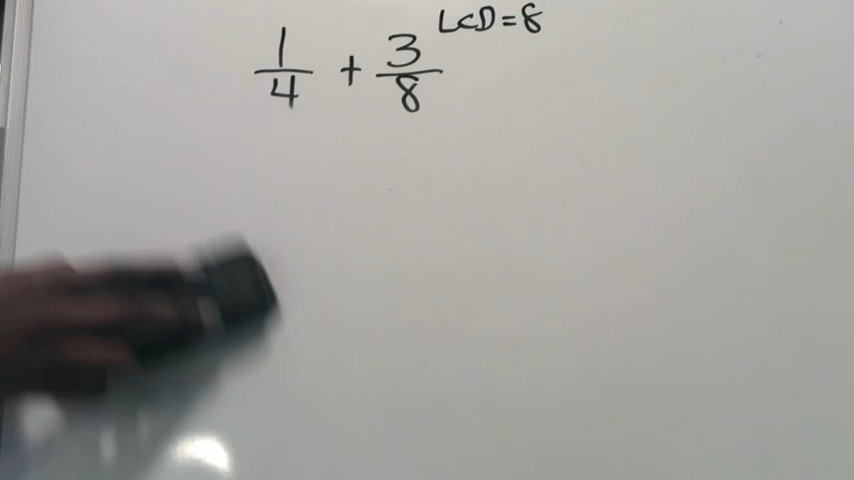 LCD = 8
1/4 + 3/8